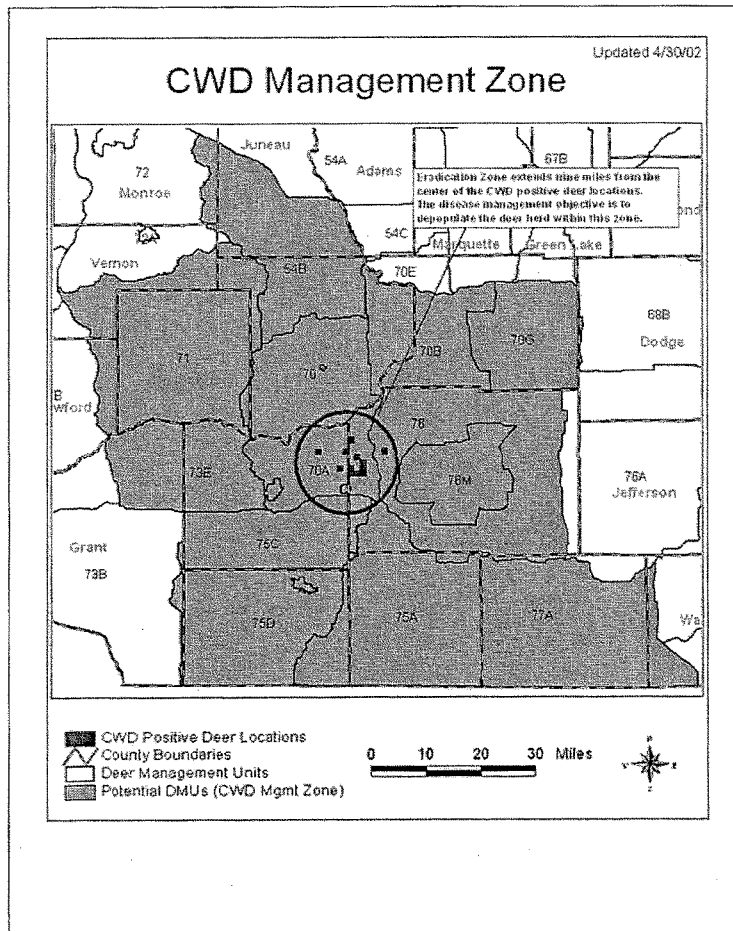 Updated 4/30/02
CWD Management Zone
Juneau
54A
Adams
67B
72
Monroe
Eradication Zone extends nine miles from the
center of the CWD positive deer locations.
The disease management objective is to
depopulate the deer herd within this zone.
54C
Marquette
Green Lake
ond
Vernon
54B
70E
68B
Dodge
71
70B
70G
70
B
wford
76
70A
73E
76M
76A
Jefferson
Grant
73B
75C
75D
75A
77A
Wa
CWD Positive Deer Locations
County Boundaries
Deer Management Units
Potential DMUs (CWD Mgmt Zone)
0 10 20 30 Miles